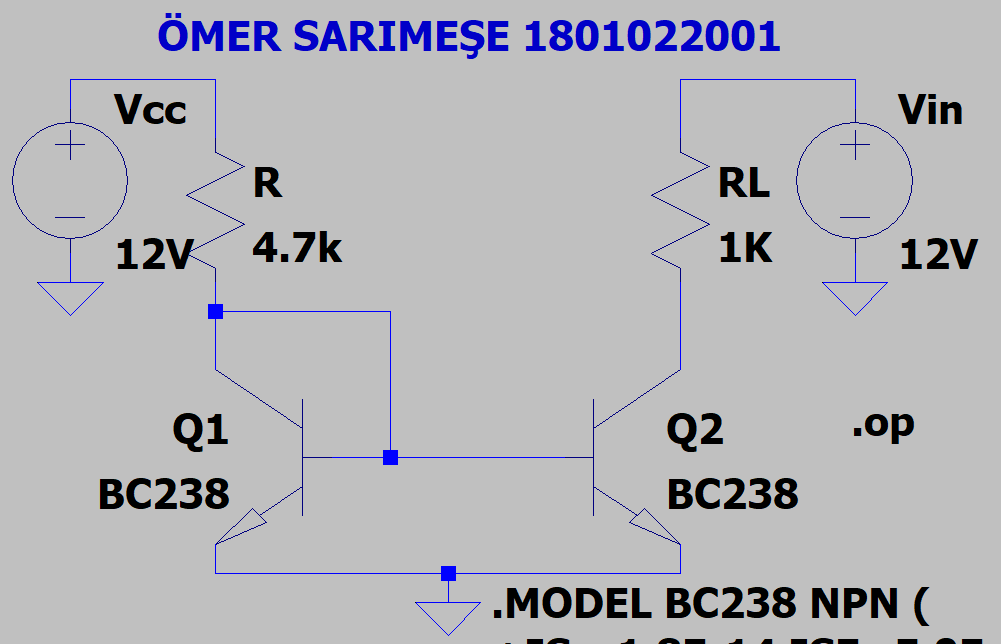 ÖMER SARIMEŞE 1801022001
Vcc
Vin
R
RL
12V
4.7k
1K
12V
Q1
Q2
.op
BC238
BC238
.MODEL BC238 NPN (